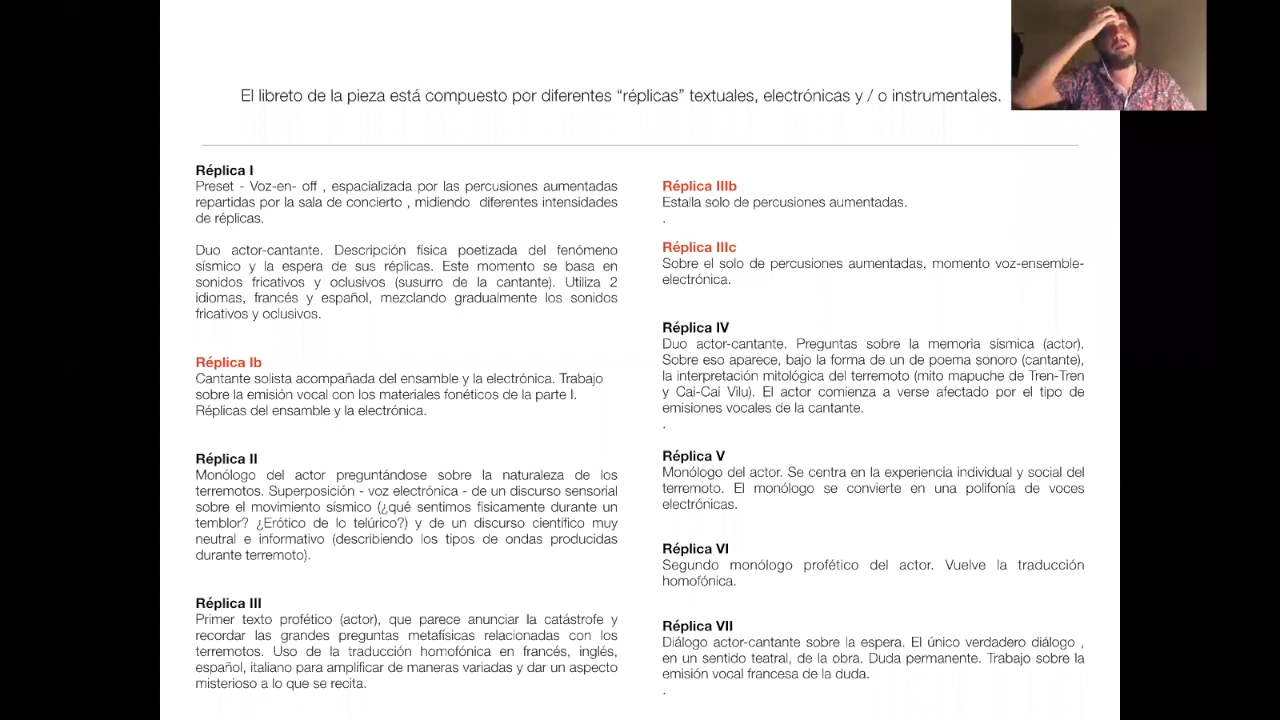 El libreto de la pieza está compuesto por diferentes “réplicas” textuales, electrónicas y / o instrumentales.
Réplica I
Preset - Voz-en- off , espacializada por las percusiones aumentadas
repartidas por la sala de concierto , midiendo diferentes intensidades
de réplicas.
Duo actor-cantante. Descripción física poetizada del fenómeno
sísmico y la espera de sus réplicas. Este momento se basa en
sonidos fricativos y oclusivos (susurro de la cantante). Utiliza 2
idiomas, francés y español, mezclando gradualmente los sonidos
fricativos y oclusivos.
Réplica Ib
Cantante solista acompañada del ensamble y la electrónica. Trabajo
sobre la emisión vocal con los materiales fonéticos de la parte I.
Réplicas del ensamble y la electrónica.
Réplica II
Monólogo del actor preguntándose sobre la naturaleza de los
terremotos. Superposición - voz electrónica - de un discurso sensorial
sobre el movimiento sísmico (¿qué sentimos físicamente durante un
temblor? ¿Erótico de lo telúrico?) y de un discurso científico muy
neutral e informativo (describiendo los tipos de ondas producidas
durante terremoto).
Réplica III
Primer texto profético (actor), que parece anunciar la catástrofe y
recordar las grandes preguntas metafísicas relacionadas con los
terremotos. Uso de la traducción homofónica en francés, inglés,
español, italiano para amplificar de maneras variadas y dar un aspecto
misterioso a lo que se recita.
Réplica IIIb
Estalla solo de percusiones aumentadas.
.
Réplica IIIc
Sobre el solo de percusiones aumentadas, momento voz-ensemble-
electrónica.
Réplica IV
Duo actor-cantante. Preguntas sobre la memoria sísmica (actor).
Sobre eso aparece, bajo la forma de un de poema sonoro (cantante),
la interpretación mitológica del terremoto (mito mapuche de Tren-Tren
y Cai-Cai Vilu). El actor comienza a verse afectado por el tipo de
emisiones vocales de la cantante.
.
Réplica V
Monólogo del actor. Se centra en la experiencia individual y social del
terremoto. El monólogo se convierte en una polifonía de voces
electrónicas.
Réplica VI
Segundo monólogo profético del actor. Vuelve la traducción
homofónica.
Réplica VII
Diálogo actor-cantante sobre la espera. El único verdadero diálogo ,
en un sentido teatral, de la obra. Duda permanente. Trabajo sobre la
emisión vocal francesa de la duda.
.